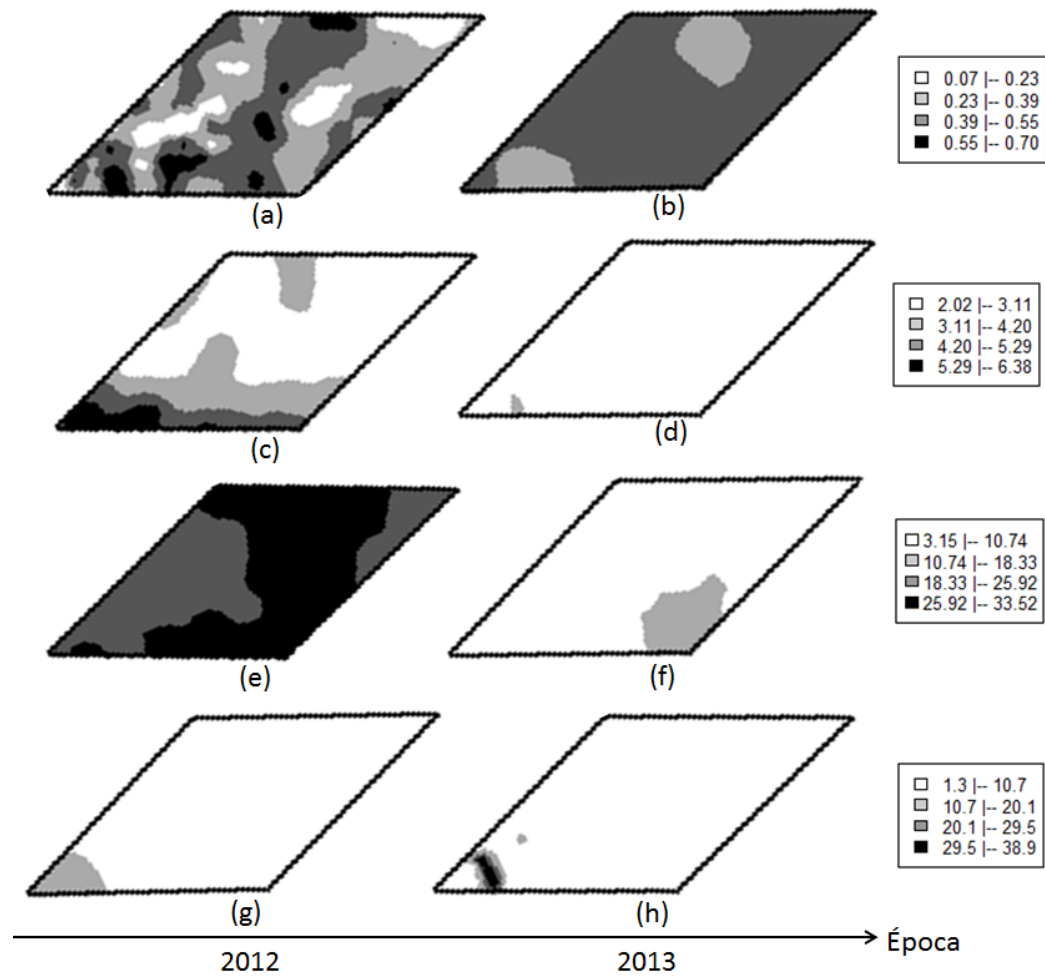 0.07 |-- 0.23
0.23 |-- 0.39
0.39 |-- 0.55
0.55 |-- 0.70
(a)
(b)
2.02 |-- 3.11
3.11 |-- 4.20
4.20 |-- 5.29
5.29 |-- 6.38
(c)
(d)
3.15 |-- 10.74
10.74 |-- 18.33
18.33 |-- 25.92
25.92 |-- 33.52
(e)
(f)
1.3 |-- 10.7
10.7 |-- 20.1
20.1 |-- 29.5
29.5 |-- 38.9
(g)
(h)
Época
2012
2013